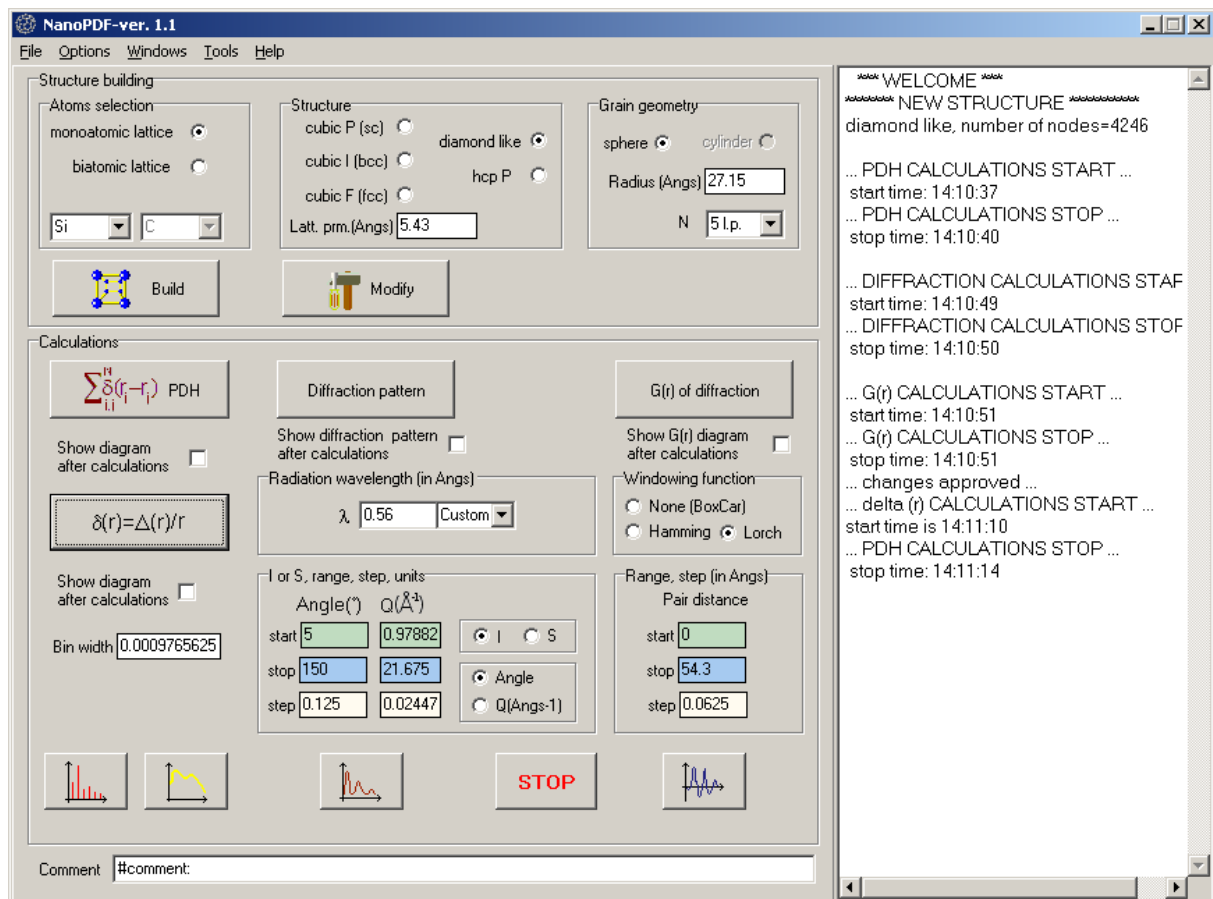 NanoPDF-ver. 1.1
File Options Windows Tools Help
Structure building
Atoms selection
monoatomic lattice
biatomic lattice
Si C
Structure
cubic P (sc)
cubic I (bcc)
cubic F (fcc)
diamond like
hcp P
Latt. prm.(Angs) 5.43
Grain geometry
sphere cylinder
Radius (Angs) 27.15
N 5 l.p.
Build
Modify
Calculations
N
∑δ(ri−rj) PDH
i,j
Show diagram
after calculations
δ(r)=Δ(r)/r
Show diagram
after calculations
Bin width 0.0009765625
Diffraction pattern
Show diffraction pattern
after calculations
Radiation wavelength (in Angs)
λ 0.56 Custom
I or S, range, step, units
Angle(°) Q(Å-1)
start 5 0.97882
stop 150 21.675
step 0.125 0.02447
I S
Angle
Q(Angs-1)
G(r) of diffraction
Show G(r) diagram
after calculations
Windowing function
None (BoxCar)
Hamming Lorch
Range, step (in Angs)
Pair distance
start 0
stop 54.3
step 0.0625
STOP
Comment #comment:
**** WELCOME ****
******** NEW STRUCTURE ***********
diamond like, number of nodes=4246
... PDH CALCULATIONS START ...
start time: 14:10:37
... PDH CALCULATIONS STOP ...
stop time: 14:10:40
... DIFFRACTION CALCULATIONS STAR
start time: 14:10:49
... DIFFRACTION CALCULATIONS STOP
stop time: 14:10:50
... G(r) CALCULATIONS START ...
start time: 14:10:51
... G(r) CALCULATIONS STOP ...
stop time: 14:10:51
... changes approved ...
... delta (r) CALCULATIONS START ...
start time is 14:11:10
... PDH CALCULATIONS STOP ...
stop time: 14:11:14